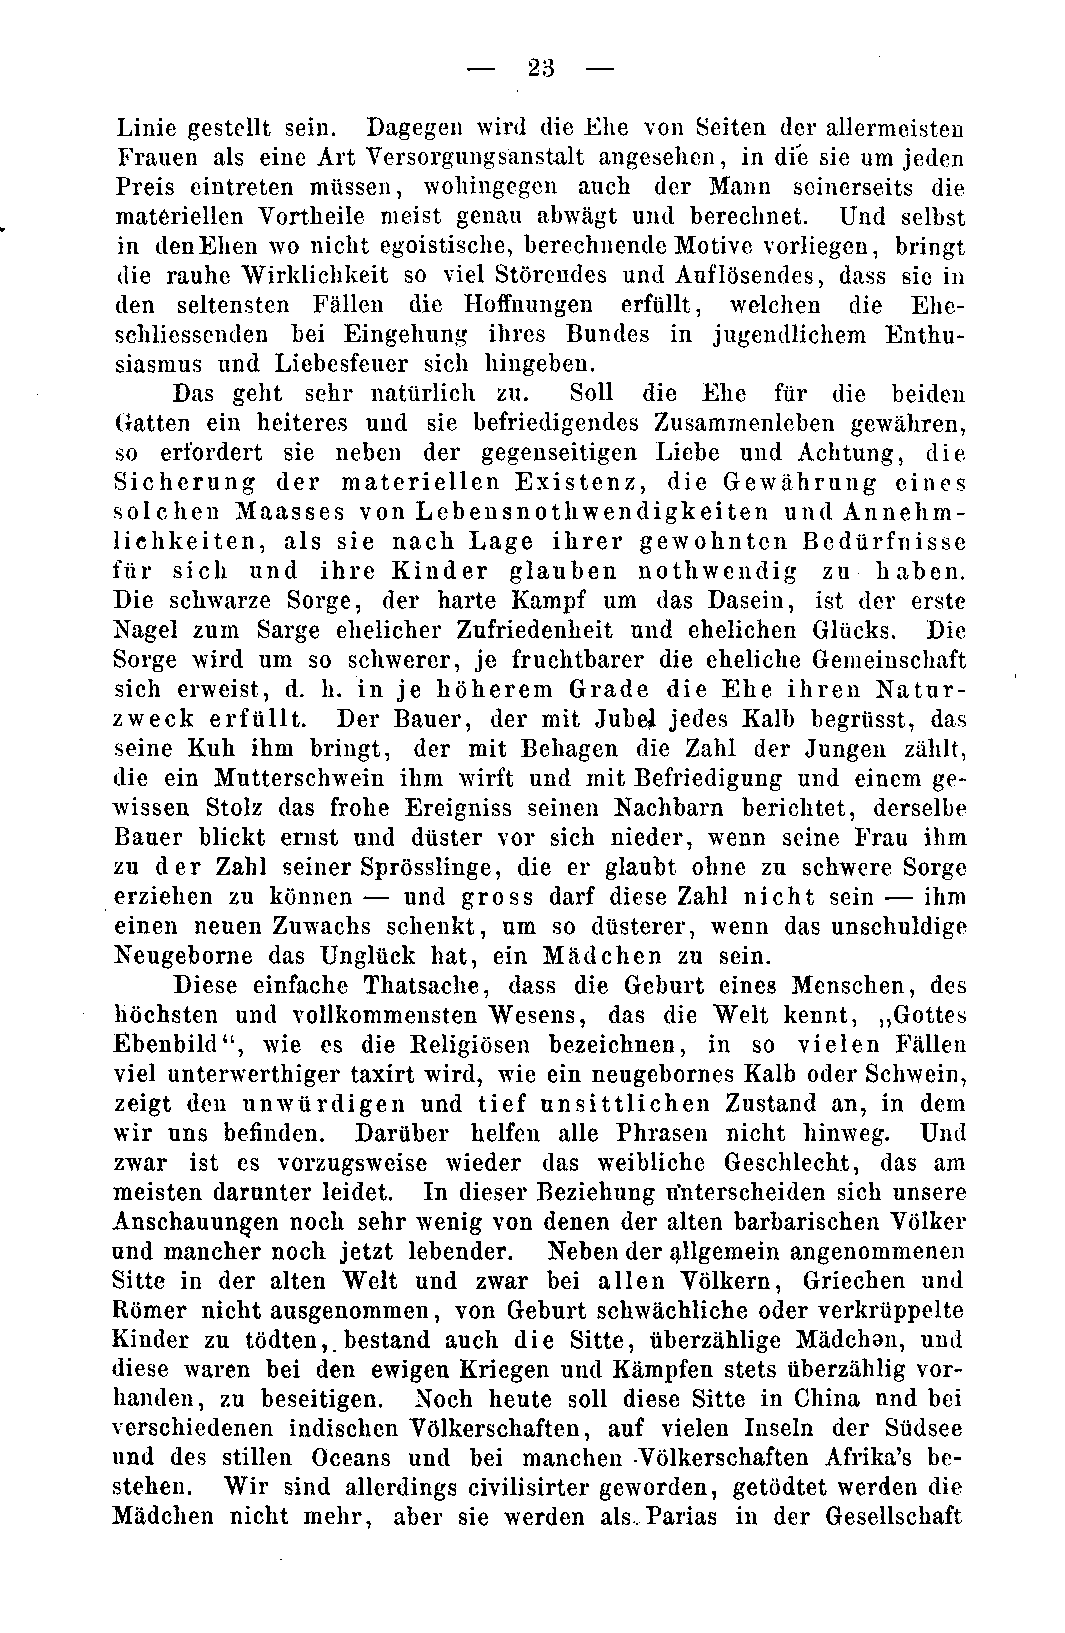 — 23 —
Linie gestellt sein. Dagegen wird die Ehe von Seiten der allermeisten
Frauen als eine Art Versorgungsanstalt angesehen, in die sie um jeden
Preis eintreten müssen, wohingegen auch der Mann seinerseits die
materiellen Vortheile meist genau abwägt und berechnet. Und selbst
in den Ehen wo nicht egoistische, berechnende Motive vorliegen, bringt
die rauhe Wirklichkeit so viel Störendes und Auflösendes, dass sie in
den seltensten Fällen die Hoffnungen erfüllt, welchen die Ehe-
schliessenden bei Eingehung ihres Bundes in jugendlichem Enthu-
siasmus und Liebesfeuer sich hingeben.
Das geht sehr natürlich zu. Soll die Ehe für die beiden
Gatten ein heiteres und sie befriedigendes Zusammenleben gewähren,
so erfordert sie neben der gegenseitigen Liebe und Achtung, die
Sicherung der materiellen Existenz, die Gewährung eines
solchen Maasses von Lebensnothwendigkeiten und Annehm-
lichkeiten, als sie nach Lage ihrer gewohnten Bedürfnisse
für sich und ihre Kinder glauben nothwendig zu haben.
Die schwarze Sorge, der harte Kampf um das Dasein, ist der erste
Nagel zum Sarge ehelicher Zufriedenheit und ehelichen Glücks. Die
Sorge wird um so schwerer, je fruchtbarer die eheliche Gemeinschaft
sich erweist, d. h. in je höherem Grade die Ehe ihren Natur-
zweck erfüllt. Der Bauer, der mit Jubel jedes Kalb begrüsst, das
seine Kuh ihm bringt, der mit Behagen die Zahl der Jungen zählt,
die ein Mutterschwein ihm wirft und mit Befriedigung und einem ge-
wissen Stolz das frohe Ereigniss seinen Nachbarn berichtet, derselbe
Bauer blickt ernst und düster vor sich nieder, wenn seine Frau ihm
zu der Zahl seiner Sprösslinge, die er glaubt ohne zu schwere Sorge
erziehen zu können — und gross darf diese Zahl nicht sein — ihm
einen neuen Zuwachs schenkt, um so düsterer, wenn das unschuldige
Neugeborne das Unglück hat, ein Mädchen zu sein.
Diese einfache Thatsache, dass die Geburt eines Menschen, des
höchsten und vollkommensten Wesens, das die Welt kennt, „Gottes
Ebenbild“, wie es die Religiösen bezeichnen, in so vielen Fällen
viel unterwerthiger taxirt wird, wie ein neugebornes Kalb oder Schwein,
zeigt den unwürdigen und tief unsittlichen Zustand an, in dem
wir uns befinden. Darüber helfen alle Phrasen nicht hinweg. Und
zwar ist es vorzugsweise wieder das weibliche Geschlecht, das am
meisten darunter leidet. In dieser Beziehung unterscheiden sich unsere
Anschauungen noch sehr wenig von denen der alten barbarischen Völker
und mancher noch jetzt lebender. Neben der allgemein angenommenen
Sitte in der alten Welt und zwar bei allen Völkern, Griechen und
Römer nicht ausgenommen, von Geburt schwächliche oder verkrüppelte
Kinder zu tödten, bestand auch die Sitte, überzählige Mädchen, und
diese waren bei den ewigen Kriegen und Kämpfen stets überzählig vor-
handen, zu beseitigen. Noch heute soll diese Sitte in China nnd bei
verschiedenen indischen Völkerschaften, auf vielen Inseln der Südsee
und des stillen Oceans und bei manchen Völkerschaften Afrika's be-
stehen. Wir sind allerdings civilisirter geworden, getödtet werden die
Mädchen nicht mehr, aber sie werden als Parias in der Gesellschaft